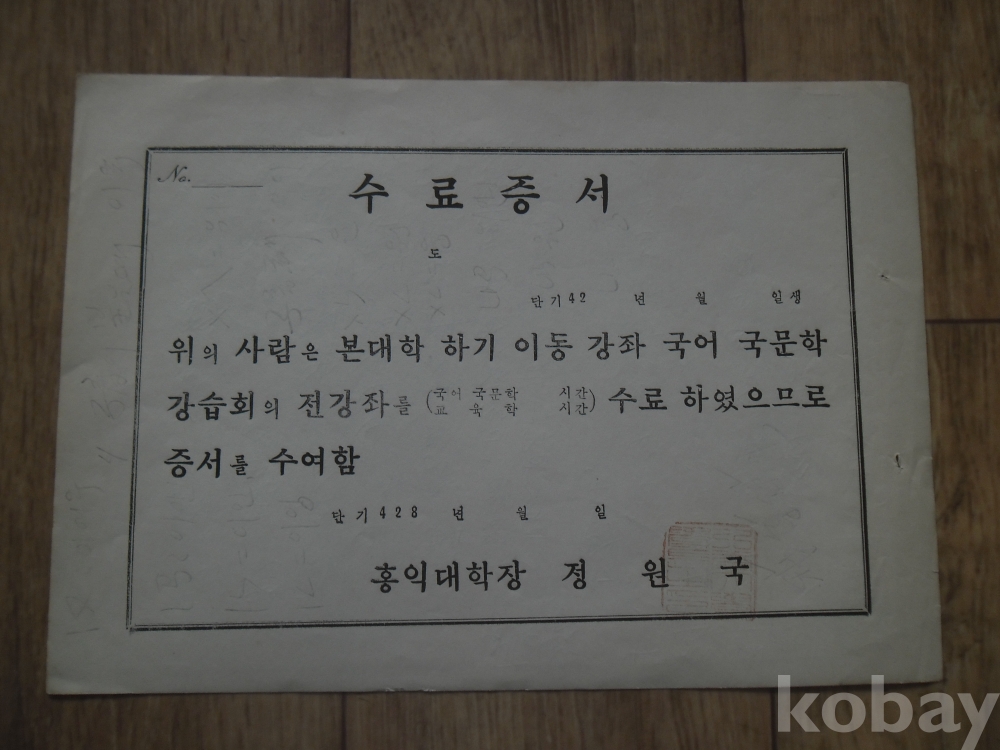 No.
수료증서
도
단기42 년 월 일생
위의 사람은 본대학 하기 이동 강좌 국어 국문학
강습회의 전강좌를 (국어 국문학 시간 교육학 시간) 수료 하였으므로
증서를 수여함
단기428 년 월 일
홍익대학장 정원국
kobay